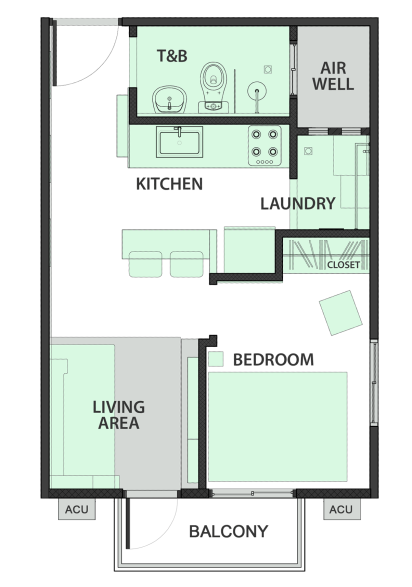 T&B
AIR
WELL
KITCHEN
LAUNDRY
CLOSET
BEDROOM
LIVING
AREA
ACU
ACU
BALCONY